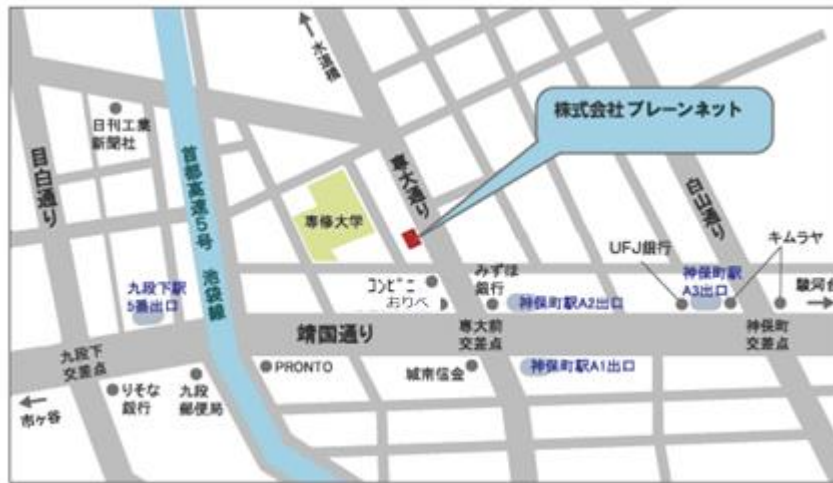 水道橋
株式会社ブレーンネット
日刊工業
新聞社
目白通り
首都高速5号 池袋線
専大通り
白山通り
専修大学
UFJ銀行
キムラヤ
九段下駅
5番出口
コンビニ
おりべ
みずほ
銀行
神保町駅A2出口
神保町駅
A3出口
駿河台
靖国通り
専大前
交差点
神保町
交差点
九段下
交差点
PRONTO
城南信金
神保町駅A1出口
りそな
銀行
九段
郵便局
市ヶ谷